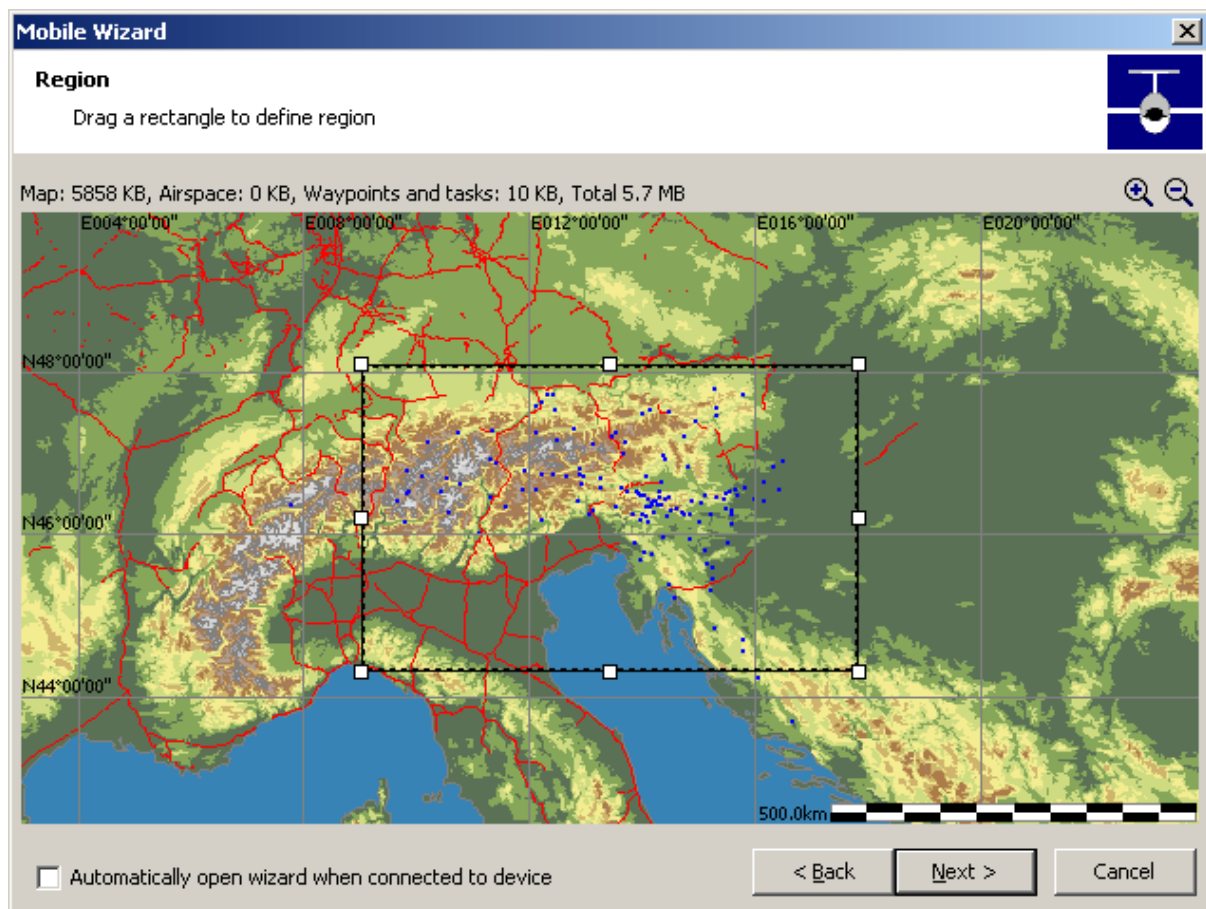 Mobile Wizard
Region
Drag a rectangle to define region
Map: 5858 KB, Airspace: 0 KB, Waypoints and tasks: 10 KB, Total 5.7 MB
E004°00'00" E008°00'00" E012°00'00" E016°00'00" E020°00'00"
N48°00'00"
N46°00'00"
N44°00'00"
500.0km
Automatically open wizard when connected to device
< Back Next > Cancel